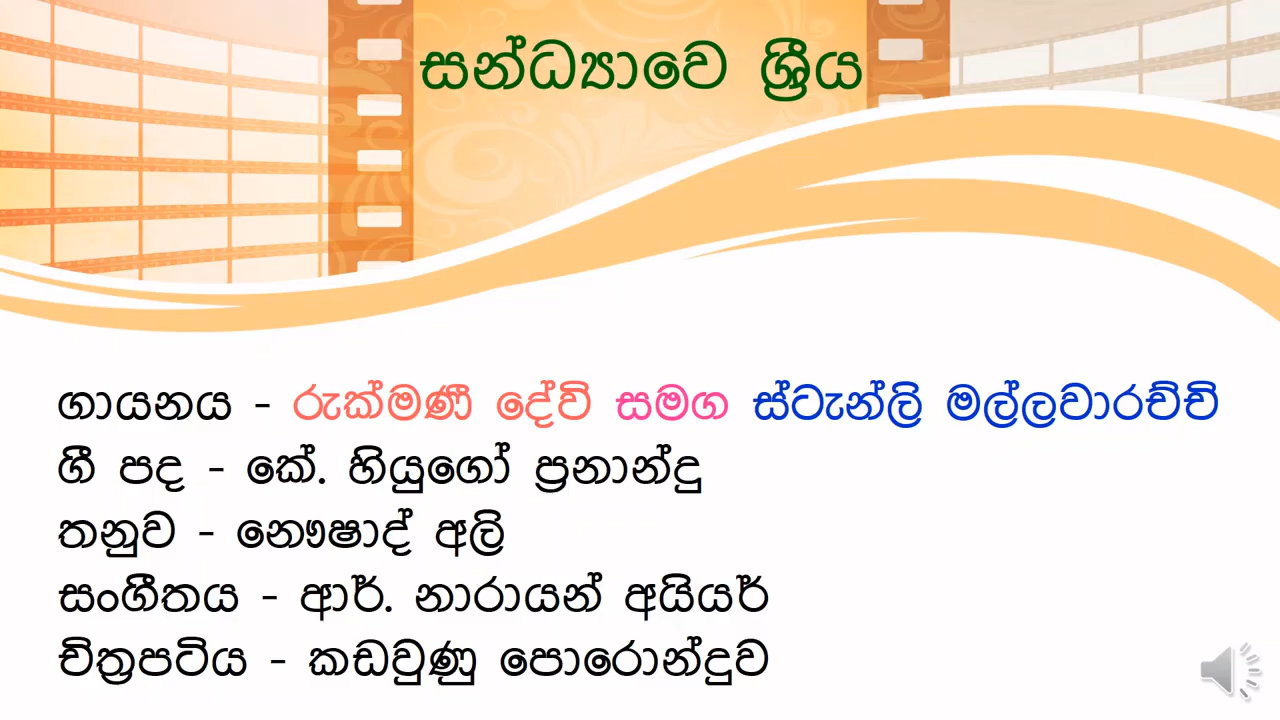 සන්ධ්‍යාවෙ ශ්‍රීය
ගායනය - රුක්මණී දේවි සමග ස්ටැන්ලි මල්ලවාරච්චි
ගී පද - කේ. හියුගෝ ප්‍රනාන්දු
තනුව - නෞෂාද් අලි
සංගීතය - ආර්. නාරායන් අයියර්
චිත්‍රපටිය - කඩවුණු පොරොන්දුව